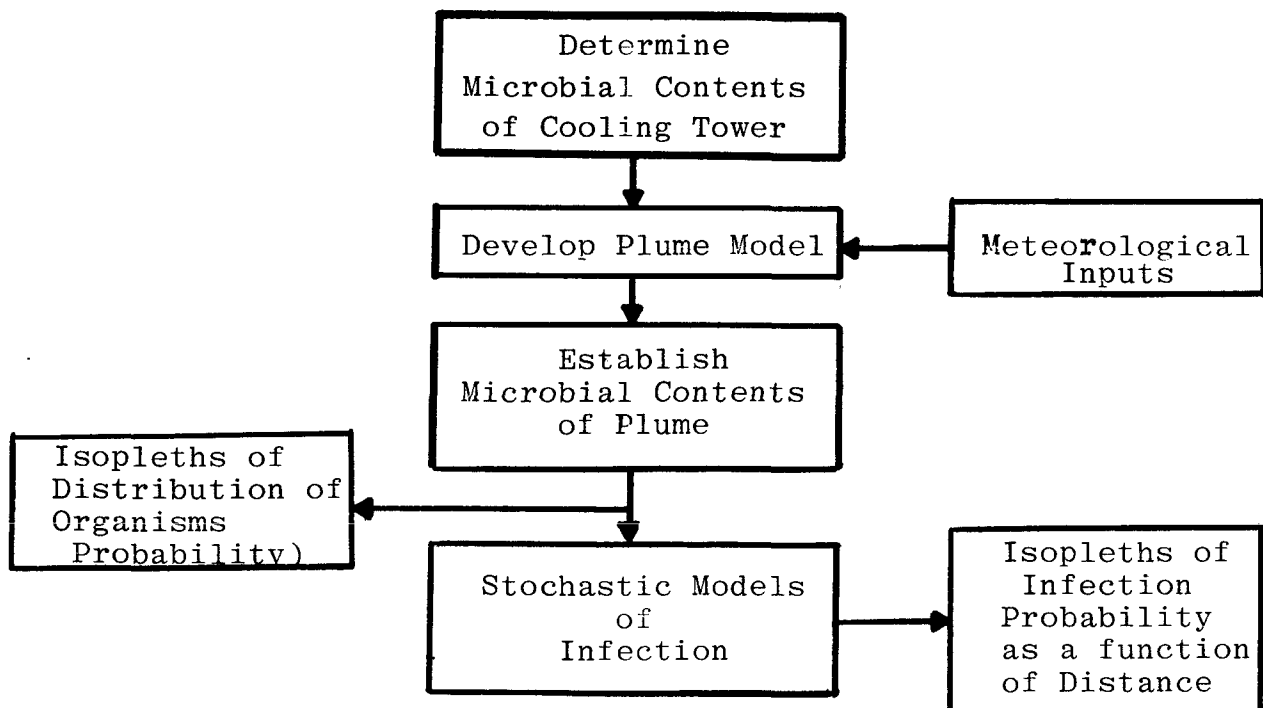 Determine
Microbial Contents
of Cooling Tower
Develop Plume Model
Meteorological
Inputs
Establish
Microbial Contents
of Plume
Isopleths of
Distribution of
Organisms
Probability)
Stochastic Models
of
Infection
Isopleths of
Infection
Probability
as a function
of Distance